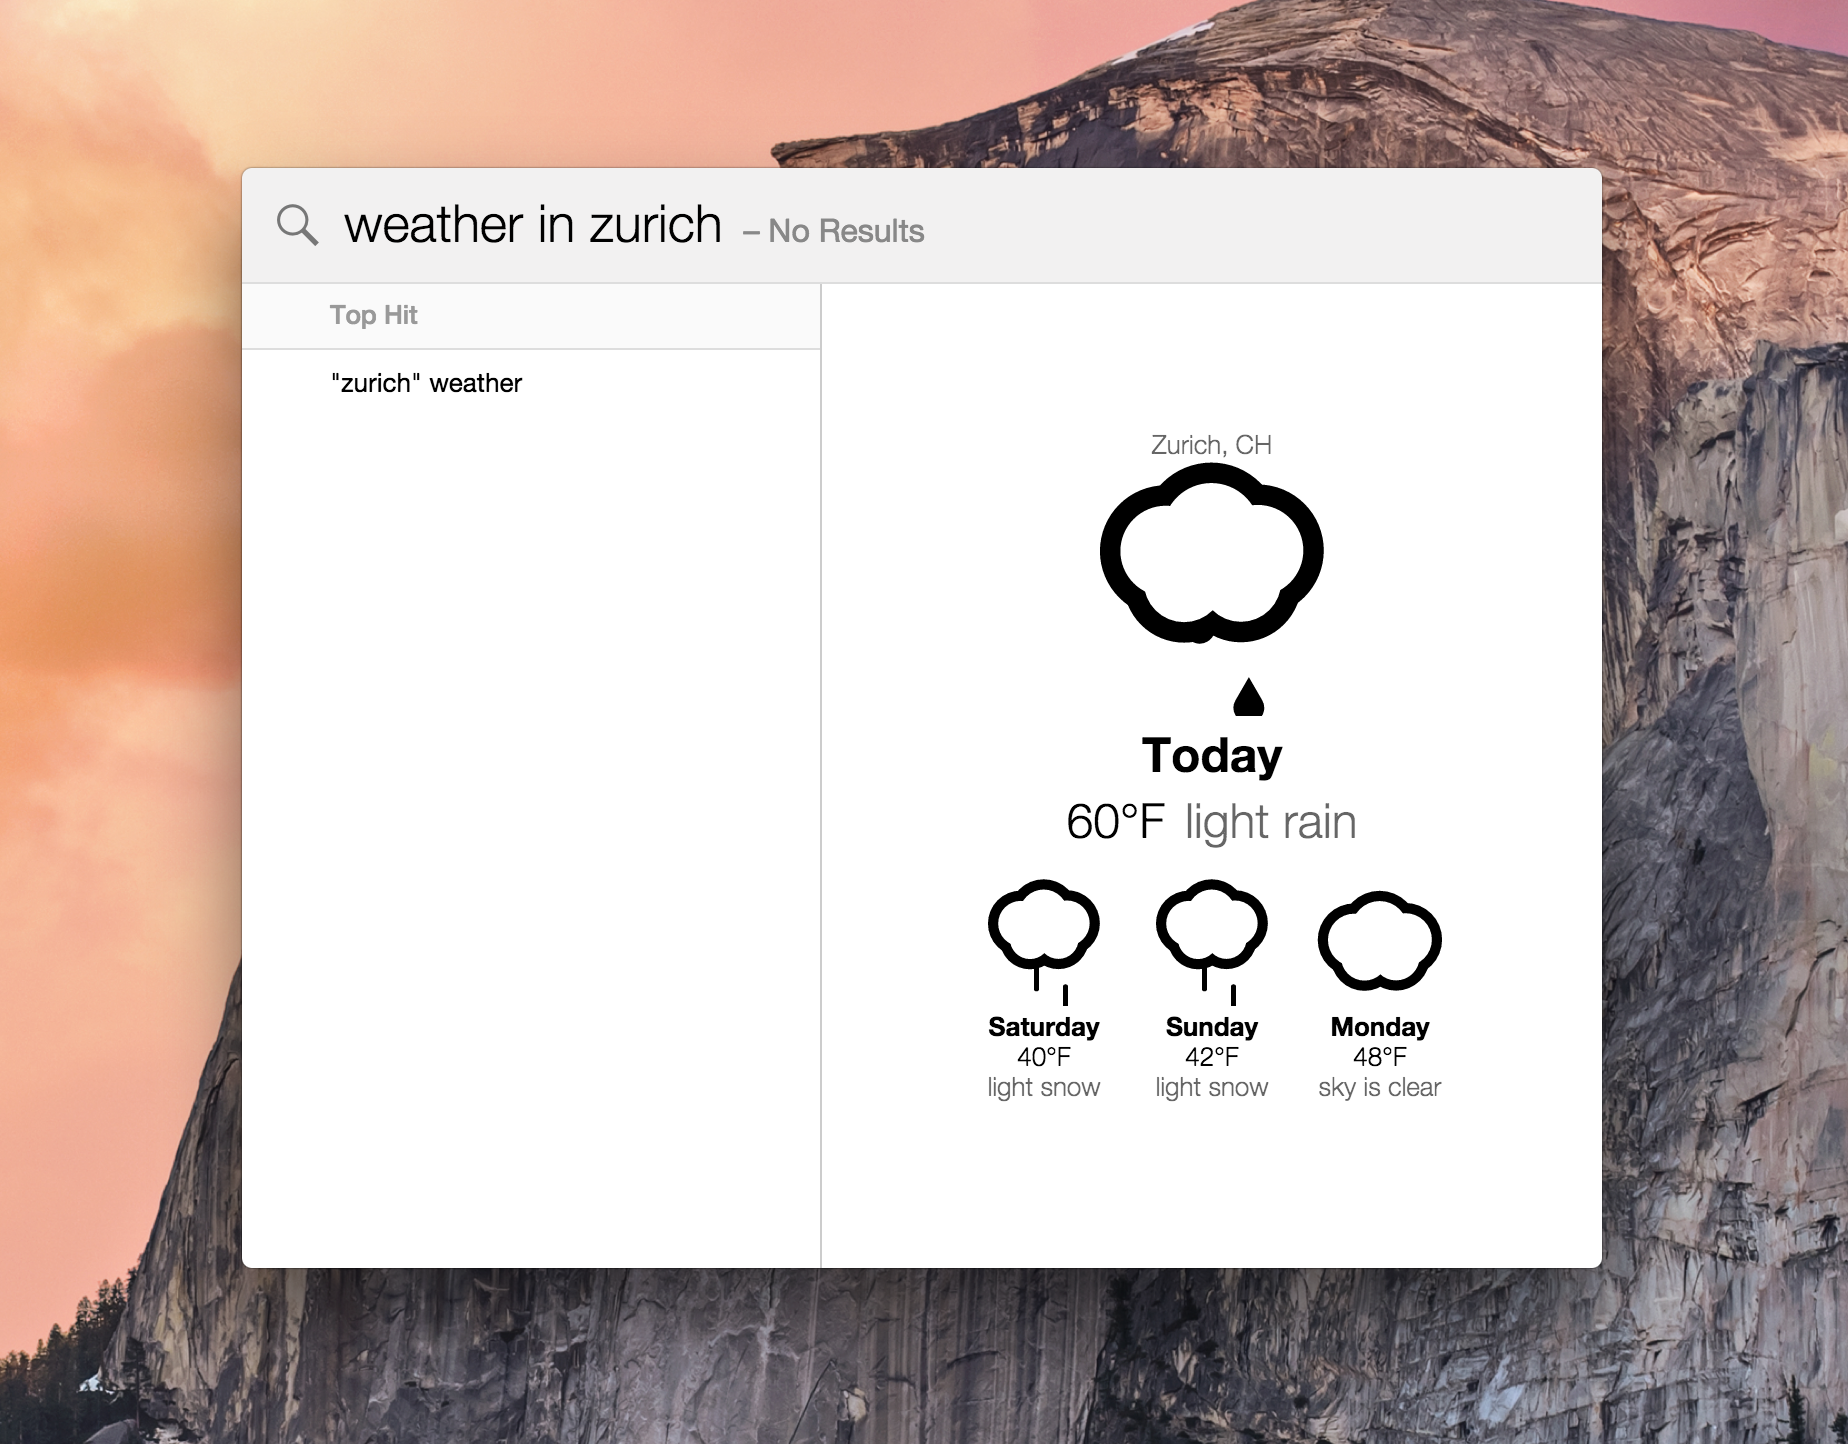 weather in zurich – No Results
Top Hit
"zurich" weather
Zurich, CH
Today
60°F light rain
Saturday Sunday Monday
40°F 42°F 48°F
light snow light snow sky is clear